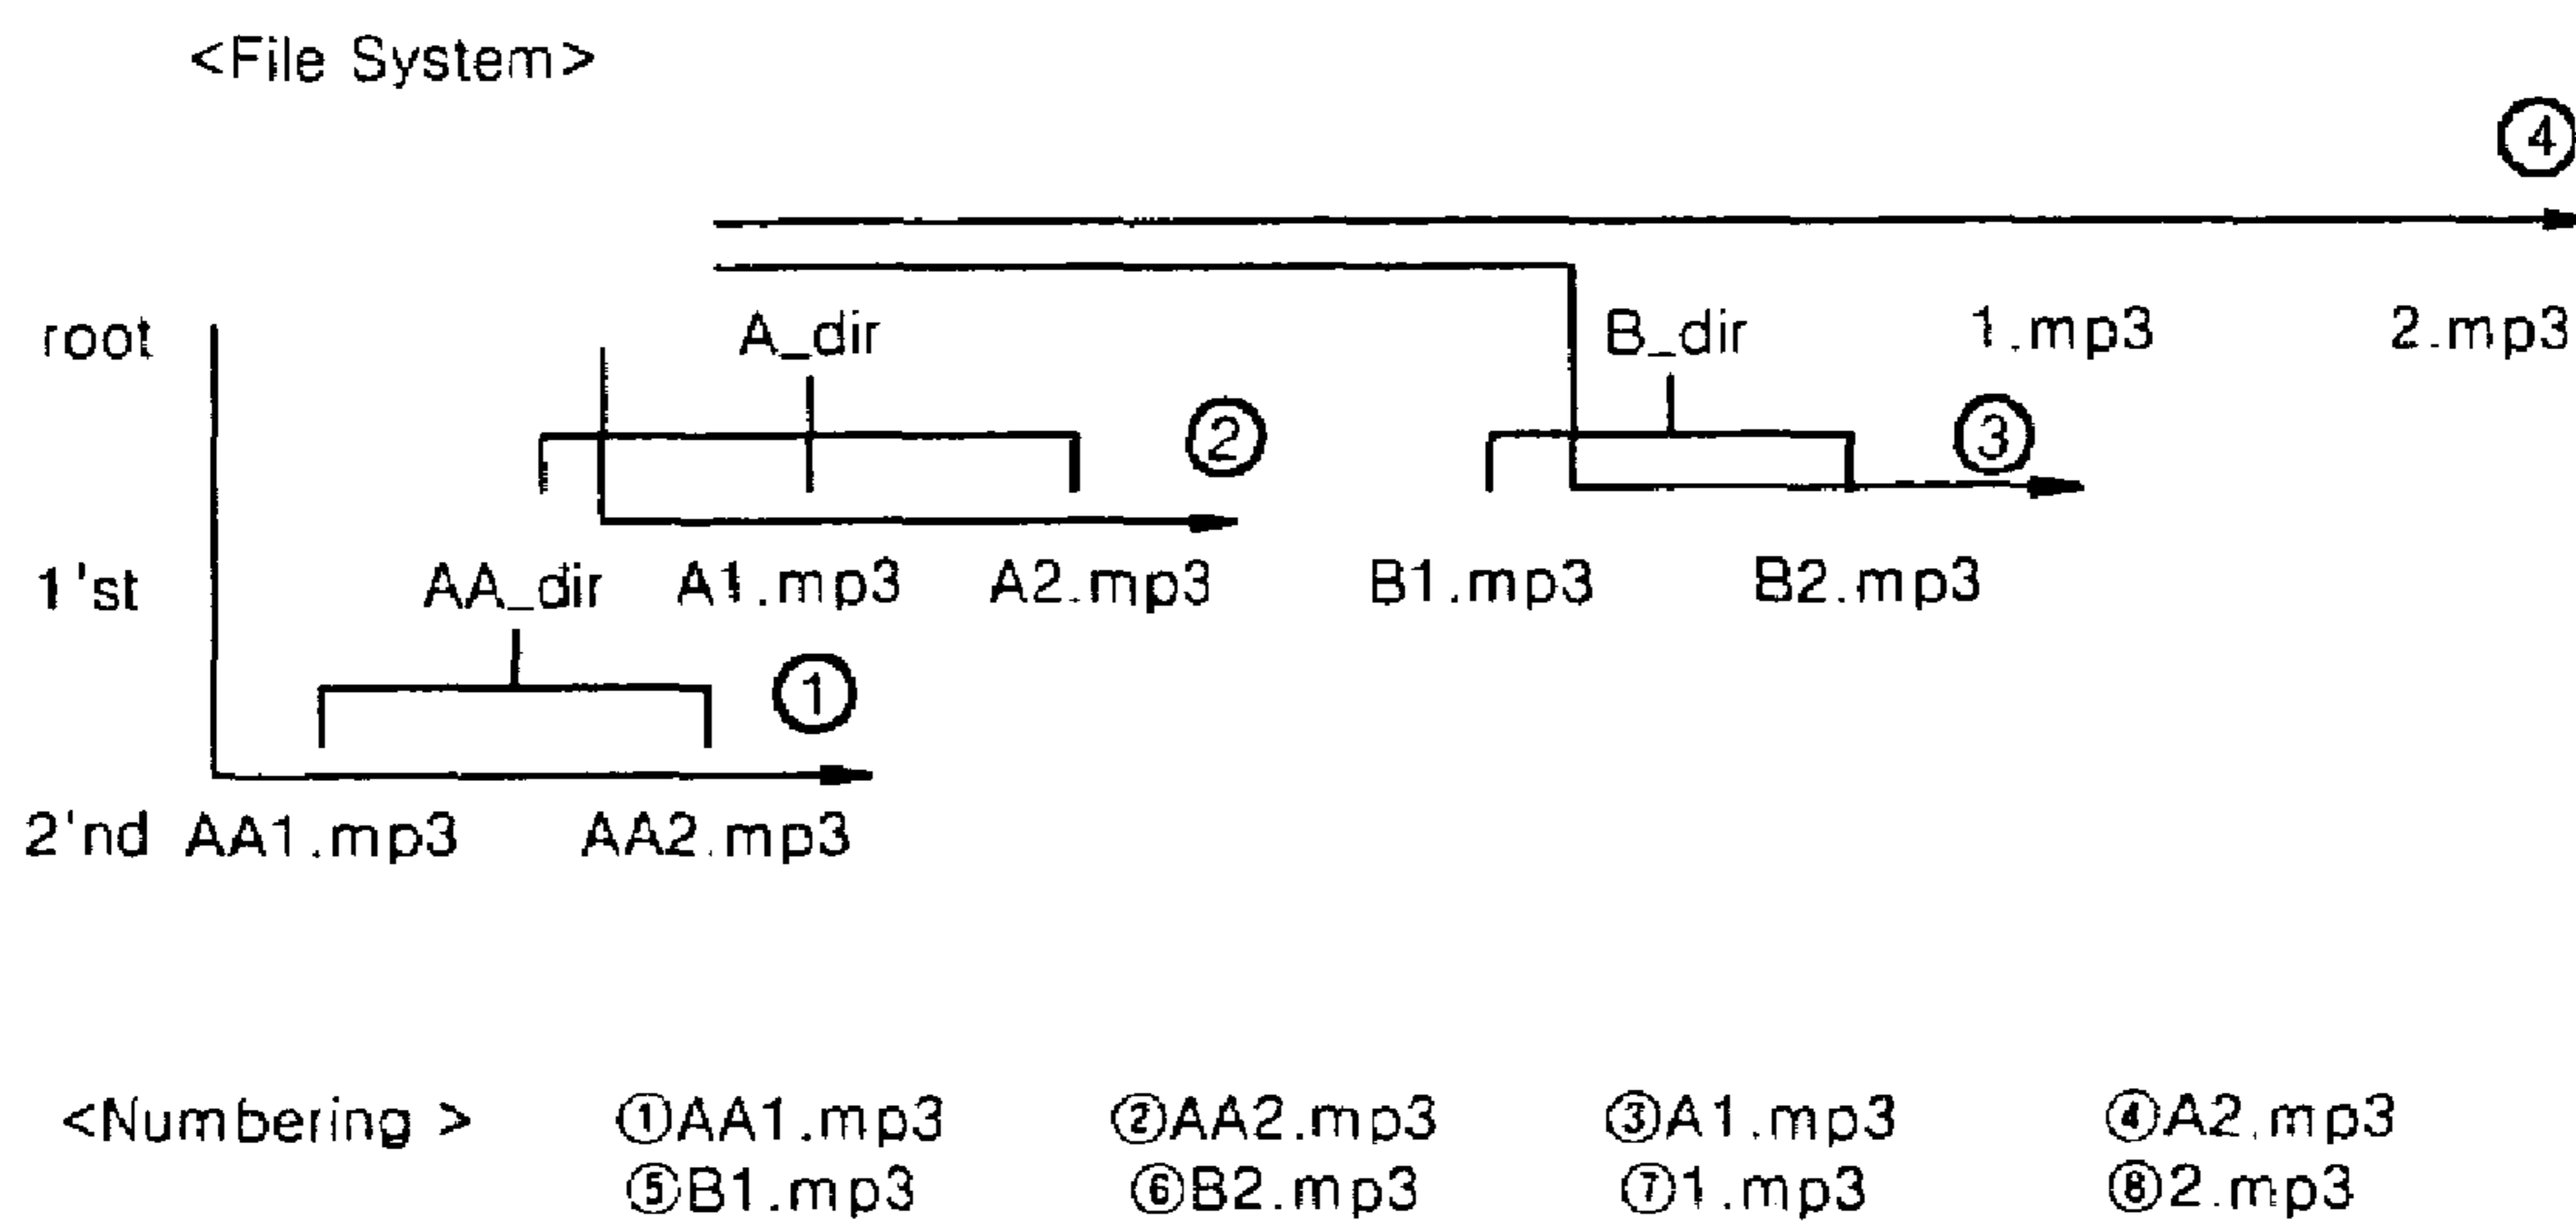 <File System>
④
root A_dir B_dir 1.mp3 2.mp3
② ③
1'st AA_dir A1.mp3 A2.mp3 B1.mp3 B2.mp3
①
2'nd AA1.mp3 AA2.mp3
<Numbering > ①AA1.mp3 ②AA2.mp3 ③A1.mp3 ④A2.mp3
⑤B1.mp3 ⑥B2.mp3 ⑦1.mp3 ⑧2.mp3